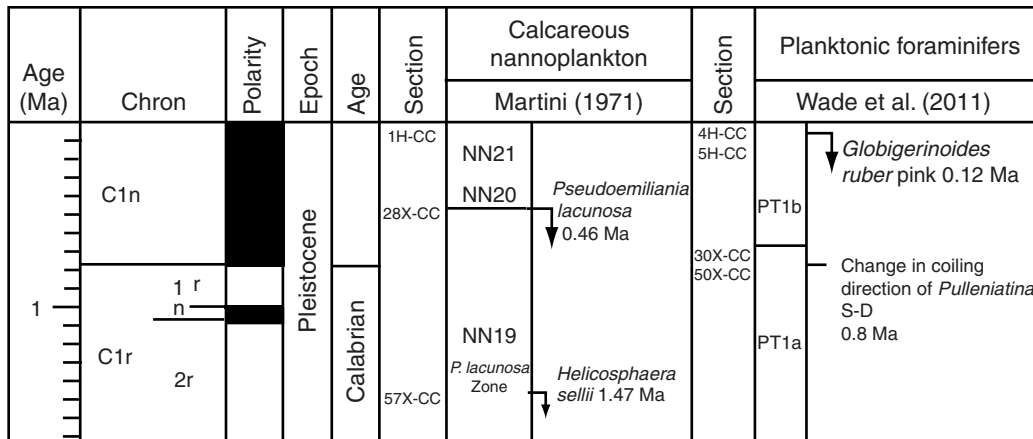 Age
(Ma)
Chron
Polarity
Epoch
Age
Section
Calcareous
nannoplankton
Martini (1971)
Section
Planktonic foraminifers
Wade et al. (2011)
1
C1n
1 r
n
C1r
2r
Pleistocene
Calabrian
1H-CC
28X-CC
57X-CC
NN21
NN20
NN19
P. lacunosa
Zone
Pseudoemiliania
lacunosa
0.46 Ma
Helicosphaera
sellii 1.47 Ma
4H-CC
5H-CC
30X-CC
50X-CC
PT1b
PT1a
Globigerinoides
ruber pink 0.12 Ma
Change in coiling
direction of Pulleniatina
S-D
0.8 Ma